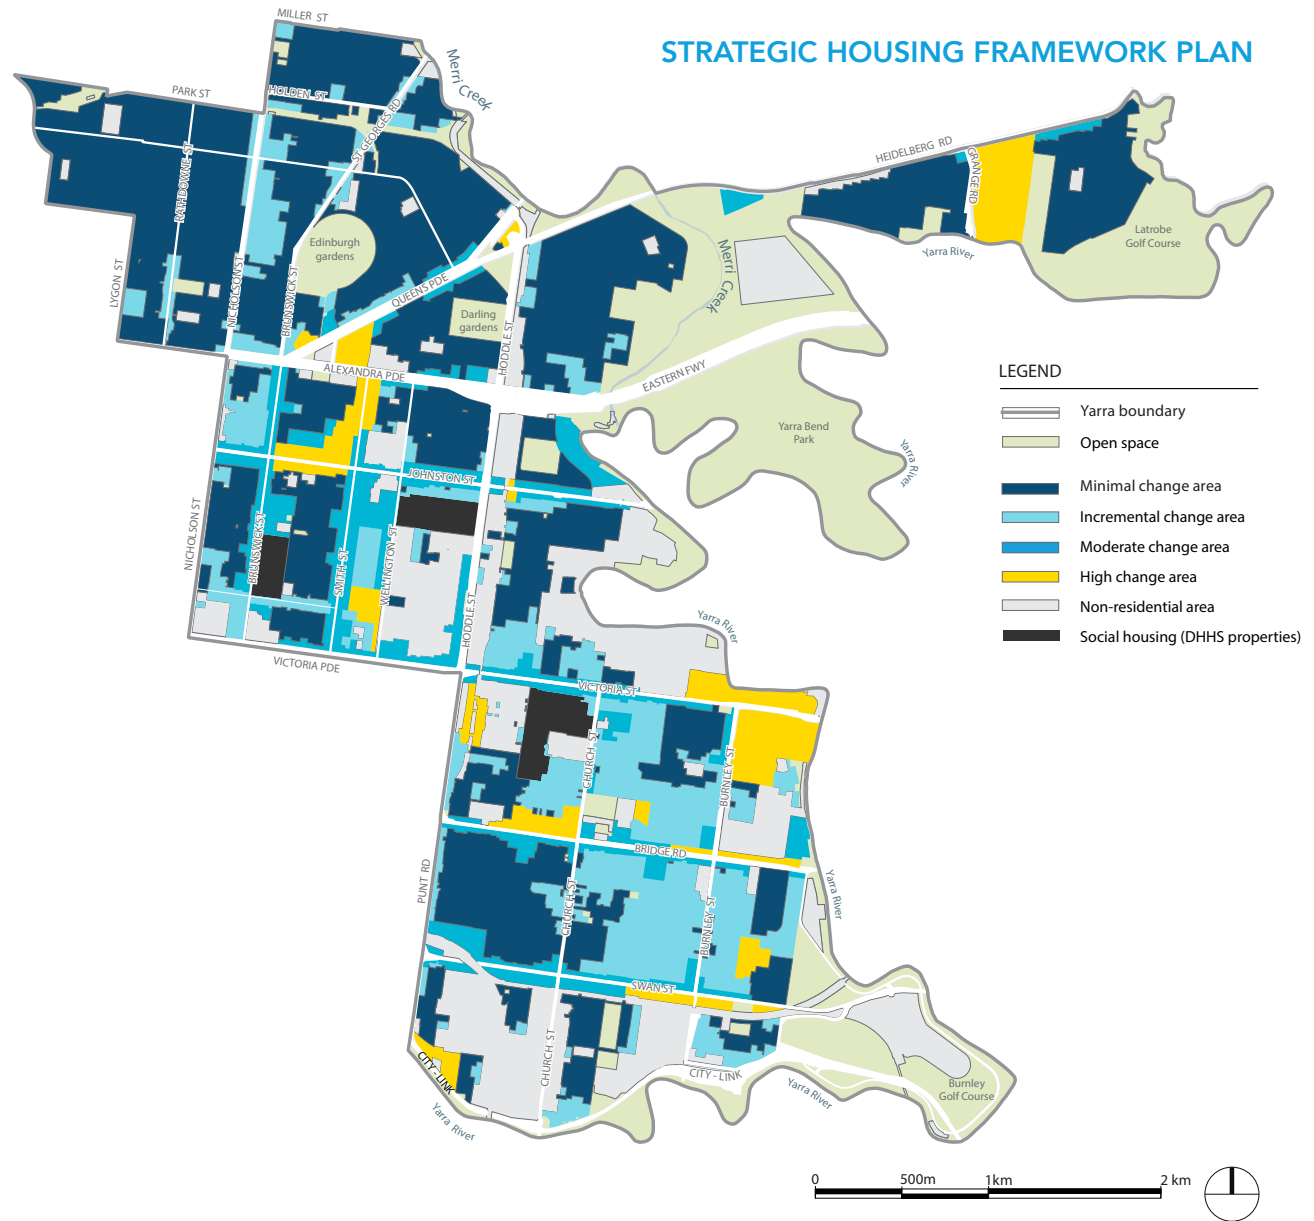 MILLER ST
STRATEGIC HOUSING FRAMEWORK PLAN
Merri Creek
PARK ST
HOLDEN ST
ST GEORGES RD
HEIDELBERG RD
GRANGE RD
RATHDOWNE ST
Edinburgh
gardens
Latrobe
Golf Course
Yarra River
Merri Creek
LYGON ST
NICHOLSON ST
BRUNSWICK ST
QUEENS PDE
Darling
gardens
HODDLE ST
ALEXANDRA PDE
EASTERN FWY
Yarra Bend
Park
Yarra River
LEGEND
Yarra boundary
Open space
Minimal change area
Incremental change area
Moderate change area
High change area
Non-residential area
Social housing (DHHS properties)
JOHNSTON ST
NICHOLSON ST
BRUNSWICK ST
SMITH ST
WELLINGTON ST
HODDLE ST
Yarra River
VICTORIA PDE
VICTORIA ST
CHURCH ST
BURNLEY ST
BRIDGE RD
PUNT RD
CHURCH ST
BURNLEY ST
Yarra River
SWAN ST
CHURCH ST
CITY - LINK
CITY - LINK
Yarra River
Yarra River
Burnley
Golf Course
0 500m 1km 2 km